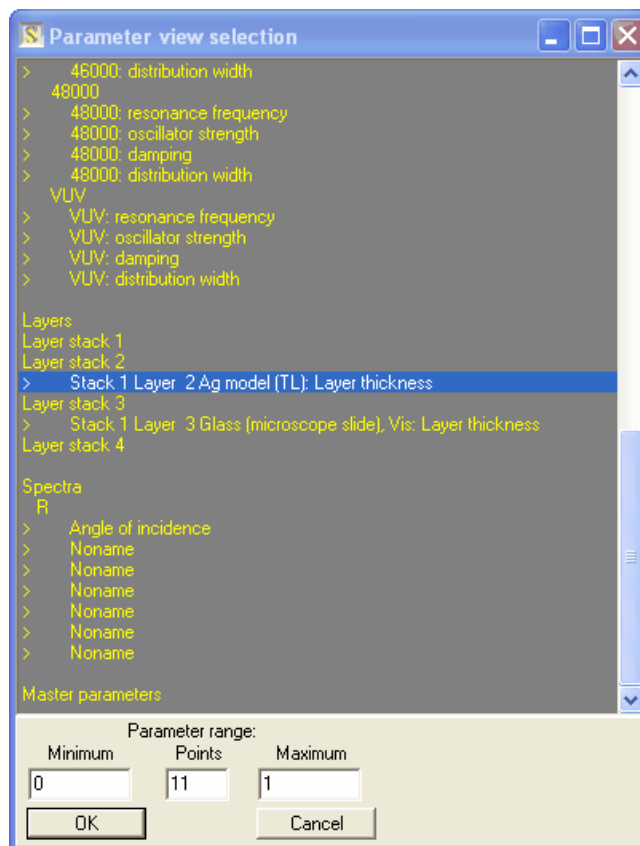 Parameter view selection
> 46000: distribution width
48000
> 48000: resonance frequency
> 48000: oscillator strength
> 48000: damping
> 48000: distribution width
VUV
> VUV: resonance frequency
> VUV: oscillator strength
> VUV: damping
> VUV: distribution width
Layers
Layer stack 1
Layer stack 2
> Stack 1 Layer 2 Ag model (TL): Layer thickness
Layer stack 3
> Stack 1 Layer 3 Glass (microscope slide), Vis: Layer thickness
Layer stack 4
Spectra
R
> Angle of incidence
> Noname
> Noname
> Noname
> Noname
> Noname
> Noname
Master parameters
Parameter range:
Minimum Points Maximum
0 11 1
OK Cancel